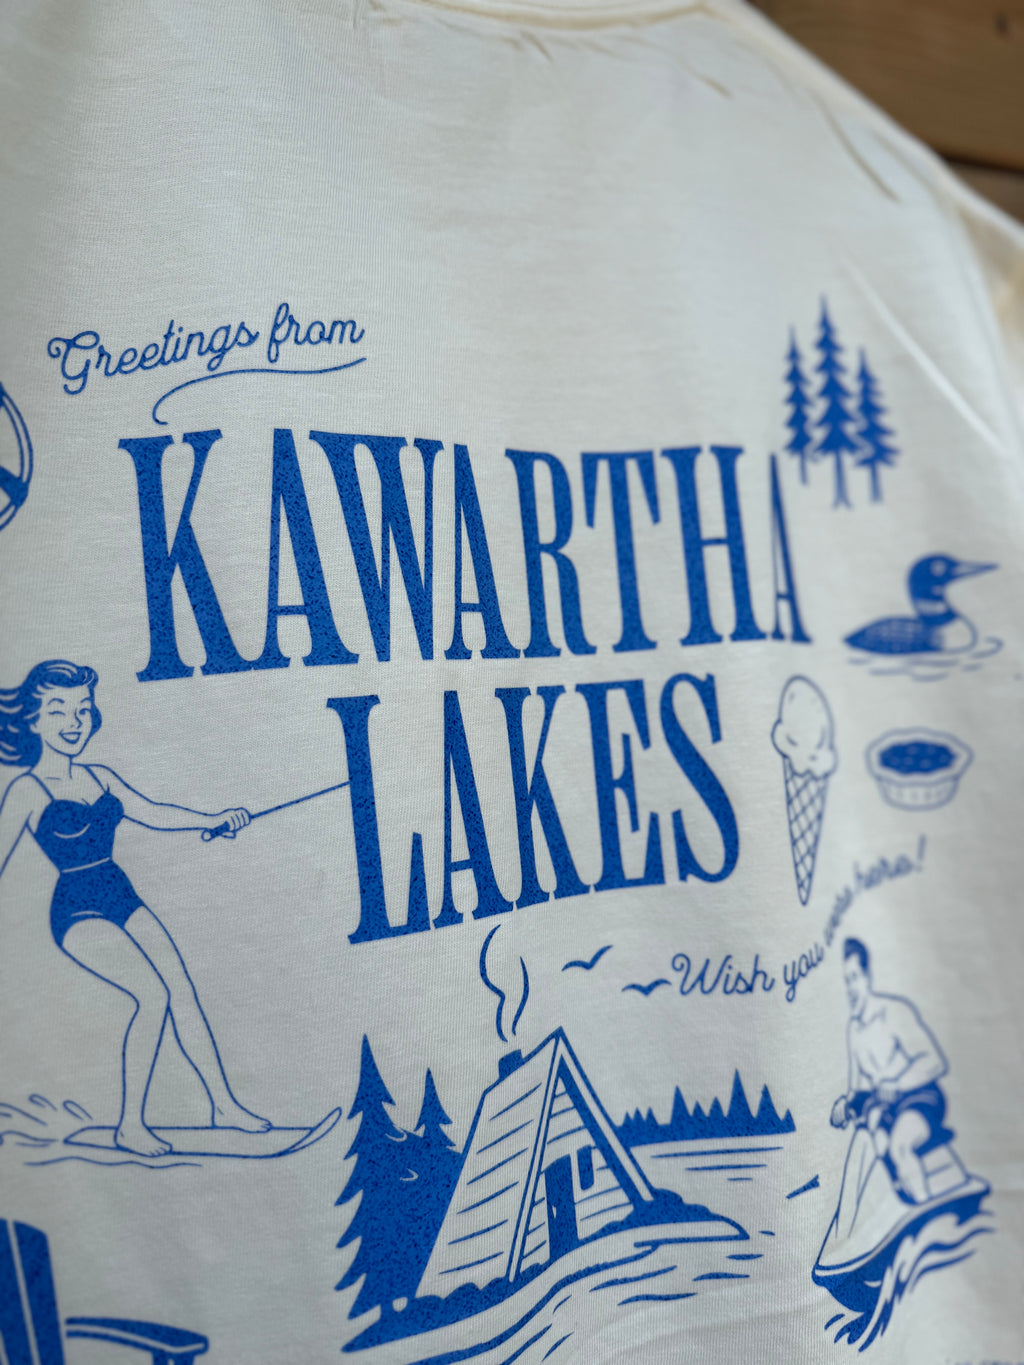 Greetings from
KAWARTHA
LAKES
Wish you were here!